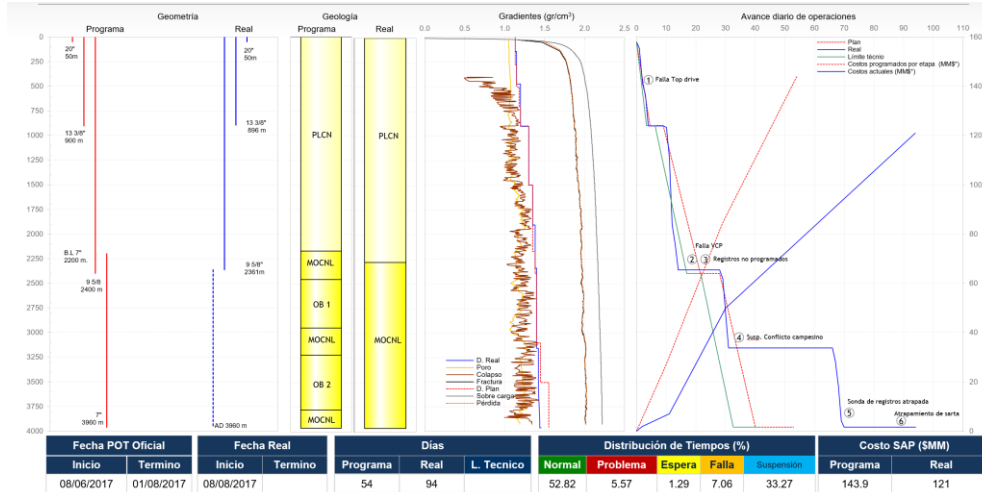 Geometría
Programa
Real
Geología
Programa
Real
Gradientes (gr/cm³)
Avance diario de operaciones
0
250
500
750
1000
1250
1500
1750
2000
2250
2500
2750
3000
3250
3500
3750
4000
20"
50m
13 3/8"
900 m
B.L 7"
2200 m.
9 5/8
2400 m
7"
3960 m
20"
50m
13 3/8"
896 m
9 5/8"
2361m
AD 3960 m
PLCN
MOCNL
OB 1
MOCNL
OB 2
MOCNL
PLCN
MOCNL
0.0 0.5 1.0 1.5 2.0 2.5
D. Real
Poro
Colapso
Fractura
D. Plan
Sobre carga
Pérdida
0 10 20 30 40 50 60 70 80 90 100 110
160
140
120
100
80
60
40
20
0
Plan
Real
Límite técnico
Costos programados por etapa (MM$")
Costos actuales (MM$")
1 Falla Top drive
Falla VCP
2 3 Registros no programados
4 Susp. Conflicto campesino
Sonda de registros atrapada
5
Atrapamiento de sarta
6
Fecha POT Oficial Fecha Real Días Distribución de Tiempos (%) Costo SAP ($MM)
Inicio Termino Inicio Termino Programa Real L. Tecnico Normal Problema Espera Falla Suspensión Programa Real
08/06/2017 01/08/2017 08/08/2017 54 94 52.82 5.57 1.29 7.06 33.27 143.9 121